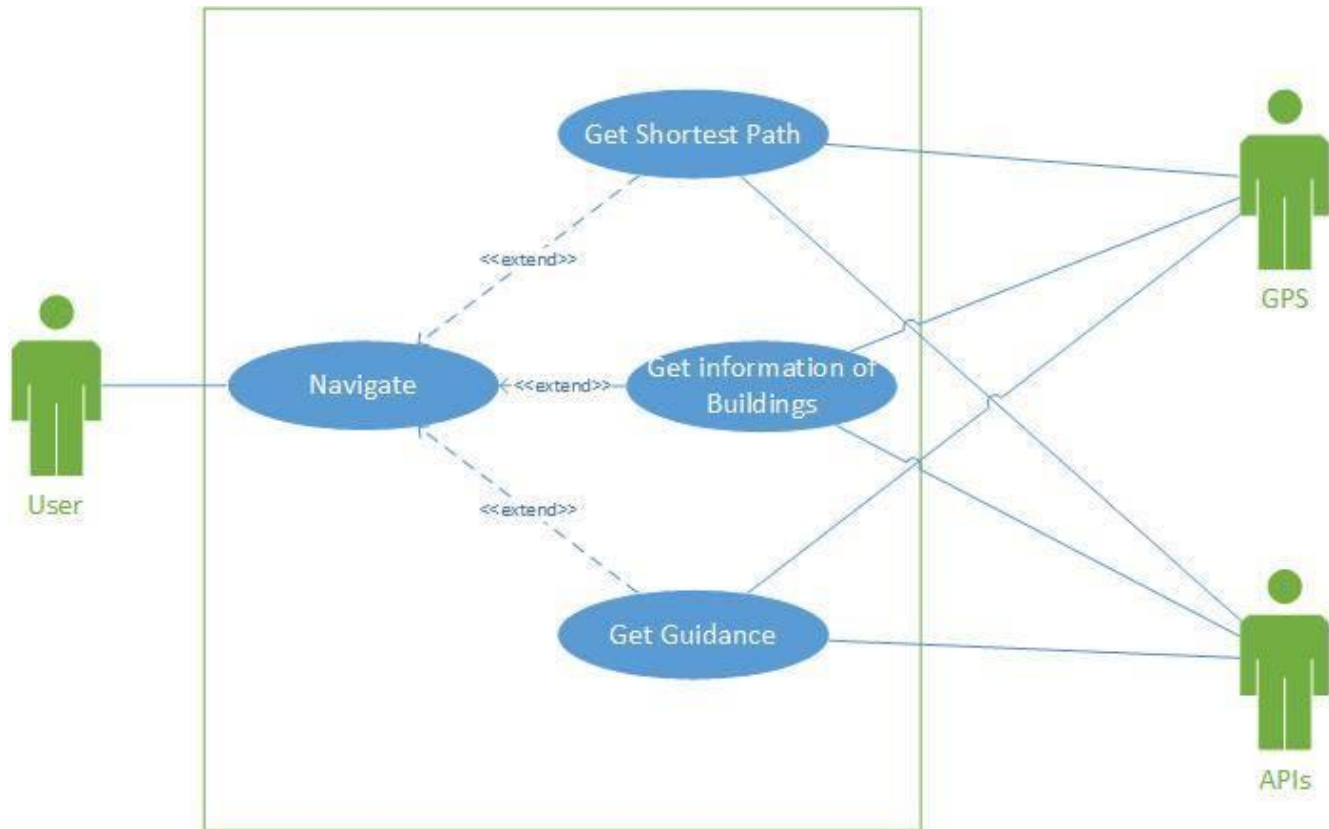 Get Shortest Path
<<extend>>
GPS
Navigate
<<extend>>
Get information of
Buildings
User
<<extend>>
Get Guidance
APIs